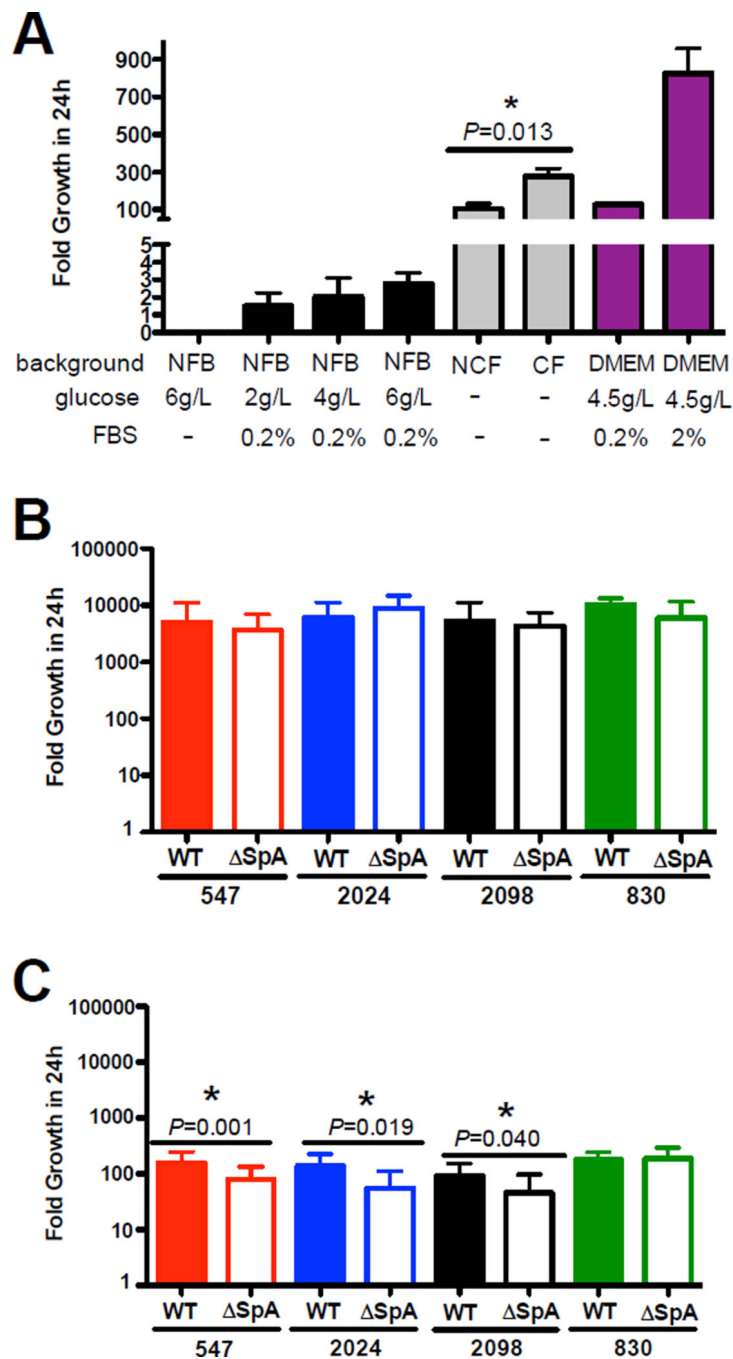 A
Fold Growth in 24h
900
700
500
300
100
5
4
3
2
1
0
*
P=0.013
background NFB NFB NFB NFB NCF CF DMEM DMEM
glucose 6g/L 2g/L 4g/L 6g/L - - 4.5g/L 4.5g/L
FBS - 0.2% 0.2% 0.2% - - 0.2% 2%
B
Fold Growth in 24h
100000
10000
1000
100
10
1
WT ΔSpA WT ΔSpA WT ΔSpA WT ΔSpA
547 2024 2098 830
C
Fold Growth in 24h
100000
10000
1000
100
10
1
* * *
P=0.001 P=0.019 P=0.040
WT ΔSpA WT ΔSpA WT ΔSpA WT ΔSpA
547 2024 2098 830